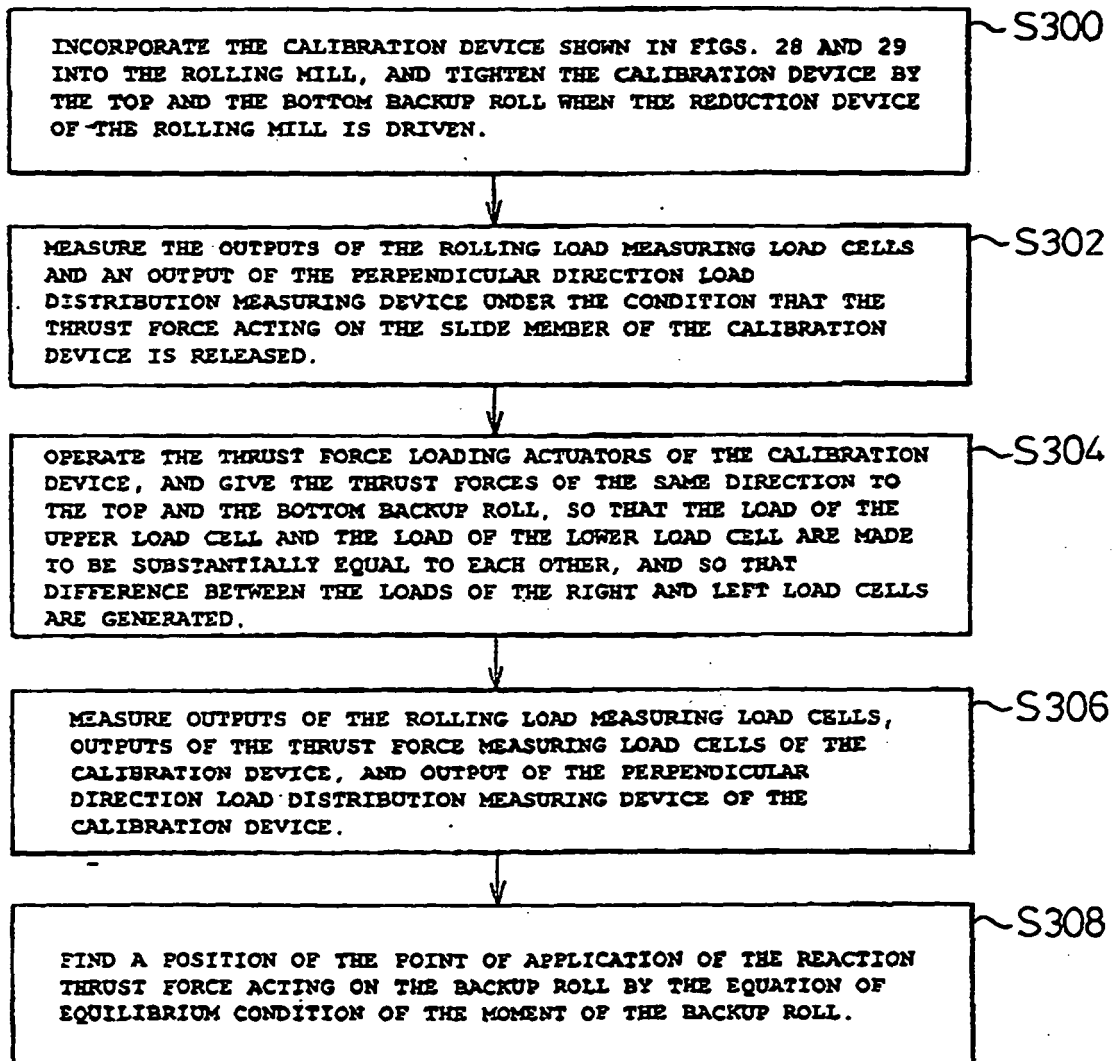 INCORPORATE THE CALIBRATION DEVICE SHOWN IN FIGS. 28 AND 29
INTO THE ROLLING MILL, AND TIGHTEN THE CALIBRATION DEVICE BY
THE TOP AND THE BOTTOM BACKUP ROLL WHEN THE REDUCTION DEVICE
OF THE ROLLING MILL IS DRIVEN.
S300
MEASURE THE OUTPUTS OF THE ROLLING LOAD MEASURING LOAD CELLS
AND AN OUTPUT OF THE PERPENDICULAR DIRECTION LOAD
DISTRIBUTION MEASURING DEVICE UNDER THE CONDITION THAT THE
THRUST FORCE ACTING ON THE SLIDE MEMBER OF THE CALIBRATION
DEVICE IS RELEASED.
S302
OPERATE THE THRUST FORCE LOADING ACTUATORS OF THE CALIBRATION
DEVICE, AND GIVE THE THRUST FORCES OF THE SAME DIRECTION TO
THE TOP AND THE BOTTOM BACKUP ROLL, SO THAT THE LOAD OF THE
UPPER LOAD CELL AND THE LOAD OF THE LOWER LOAD CELL ARE MADE
TO BE SUBSTANTIALLY EQUAL TO EACH OTHER, AND SO THAT
DIFFERENCE BETWEEN THE LOADS OF THE RIGHT AND LEFT LOAD CELLS
ARE GENERATED.
S304
MEASURE OUTPUTS OF THE ROLLING LOAD MEASURING LOAD CELLS,
OUTPUTS OF THE THRUST FORCE MEASURING LOAD CELLS OF THE
CALIBRATION DEVICE, AND OUTPUT OF THE PERPENDICULAR
DIRECTION LOAD DISTRIBUTION MEASURING DEVICE OF THE
CALIBRATION DEVICE.
S306
FIND A POSITION OF THE POINT OF APPLICATION OF THE REACTION
THRUST FORCE ACTING ON THE BACKUP ROLL BY THE EQUATION OF
EQUILIBRIUM CONDITION OF THE MOMENT OF THE BACKUP ROLL.
S308